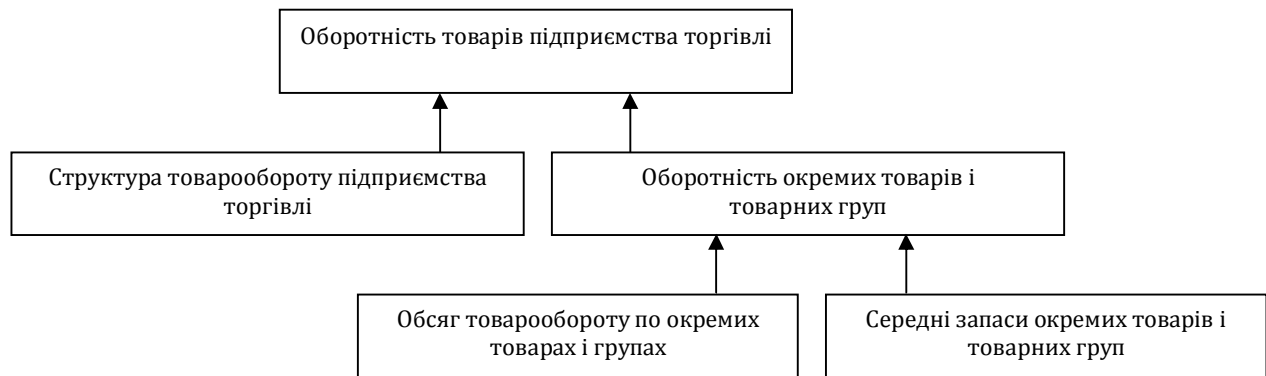 Оборотність товарів підприємства торгівлі
Структура товарообороту підприємства
торгівлі
Оборотність окремих товарів і
товарних груп
Обсяг товарообороту по окремих
товарах і групах
Середні запаси окремих товарів і
товарних груп